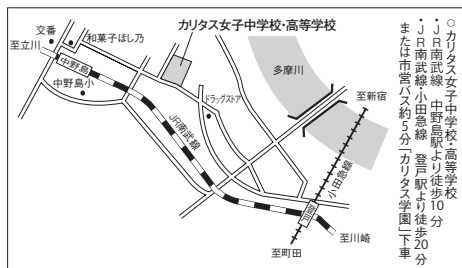 ○カリタス女子中学校・高等学校
・JR南武線 中野島駅より徒歩10分
・JR南武線・小田急線 登戸駅より徒歩20分
または市営バス約5分「カリタス学園」下車
カリタス女子中学校・高等学校
交番
和菓子ほし乃
至立川
中野島
中野島小
多摩川
ドラッグストア
至新宿
JR南武線
小田急線
登戸
至川崎
至町田